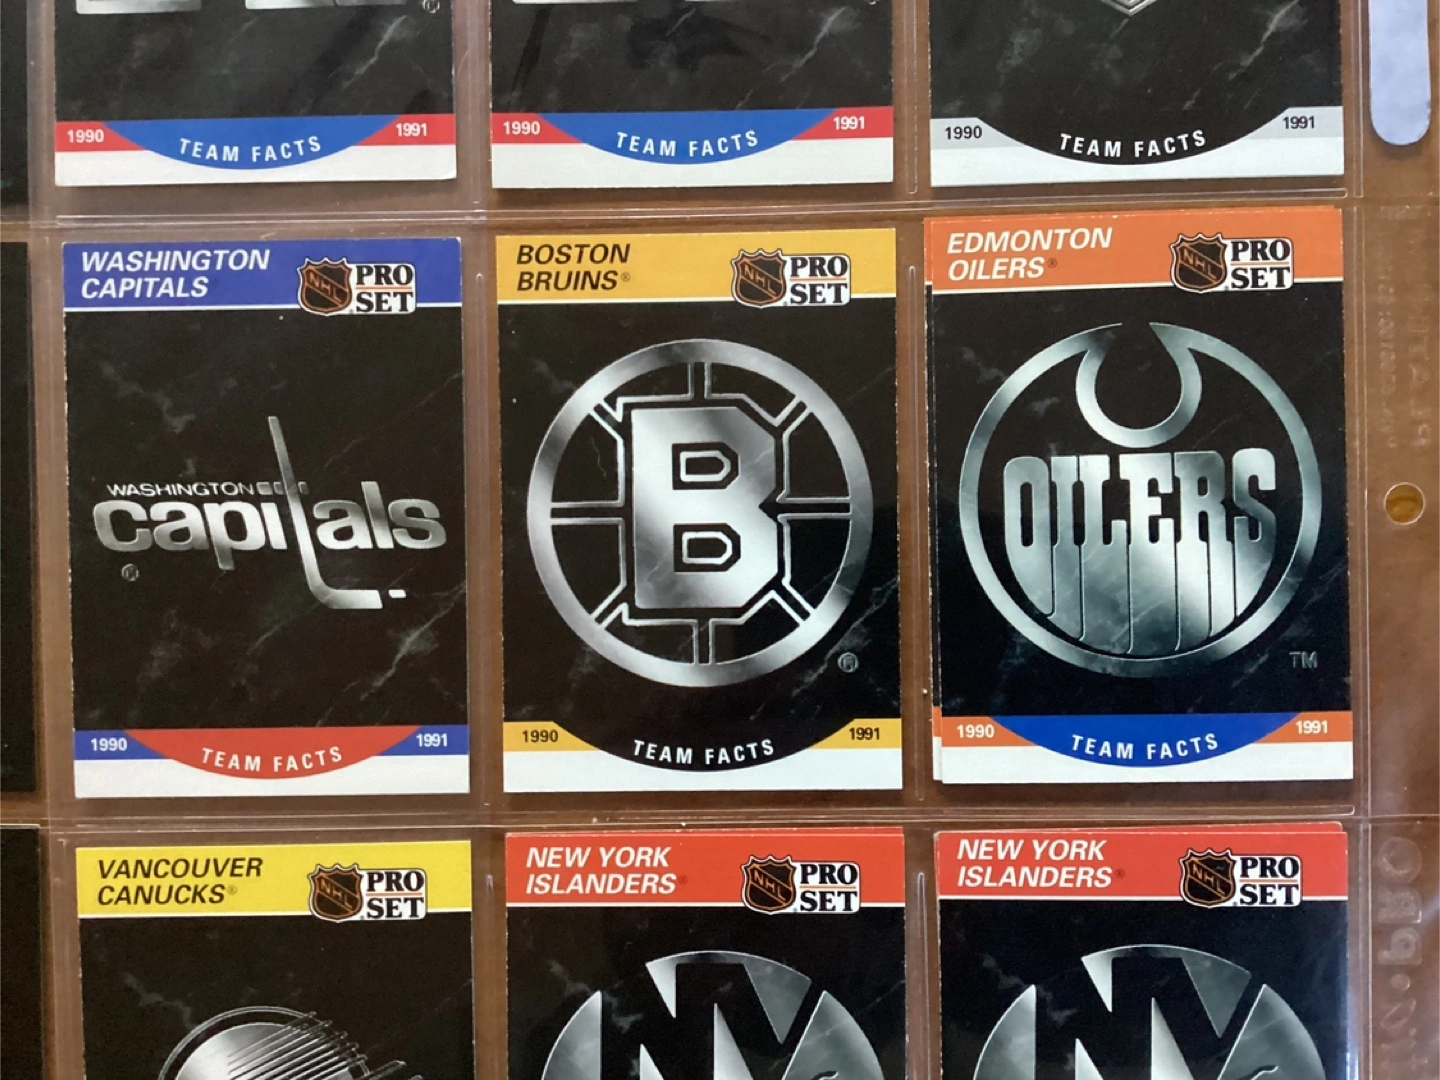 1990 TEAM FACTS 1991
1990 TEAM FACTS 1991
1990 TEAM FACTS 1991
WASHINGTON
CAPITALS
NHL
PRO
SET
WASHINGTON
capitals
®
1990 TEAM FACTS 1991
BOSTON
BRUINS®
NHL
PRO
SET
B
®
1990 TEAM FACTS 1991
EDMONTON
OILERS®
NHL
PRO
SET
OILERS
TM
1990 TEAM FACTS 1991
VANCOUVER
CANUCKS®
NHL
PRO
SET
NEW YORK
ISLANDERS®
NHL
PRO
SET
NY
NEW YORK
ISLANDERS®
NHL
PRO
SET
NY